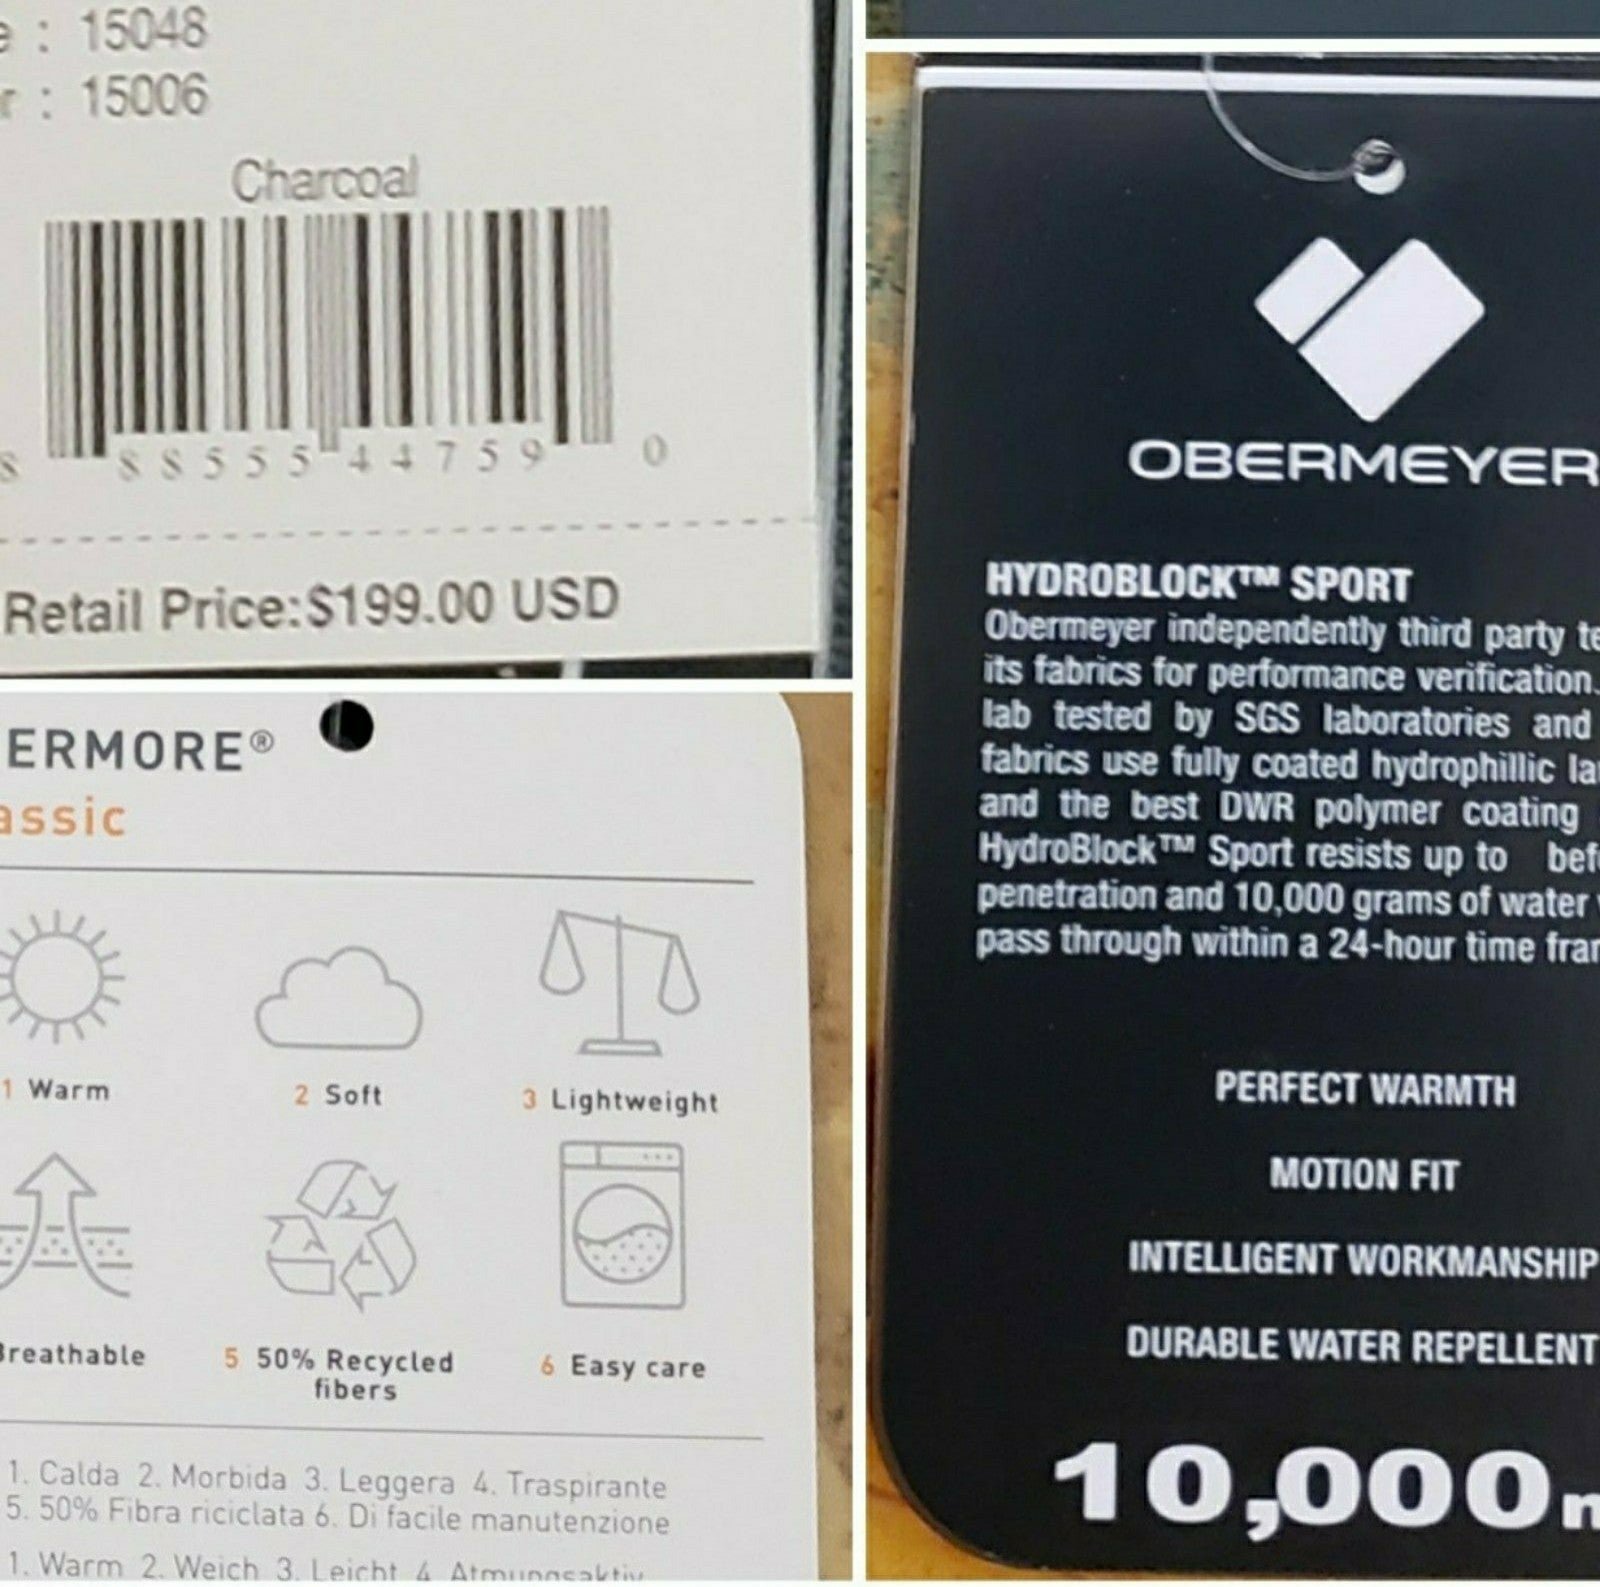 : 15048
: 15006
Charcoal
8 88555 44759 0
Retail Price:$199.00 USD
ERMORE®
assic
1 Warm
2 Soft
3 Lightweight
Breathable
5 50% Recycled
fibers
6 Easy care
1. Calda 2. Morbida 3. Leggera 4. Traspirante
5. 50% Fibra riciclata 6. Di facile manutenzione
1. Warm 2. Weich 3. Leicht 4. Atmungsaktiv
OBERMEYER
HYDROBLOCK™ SPORT
Obermeyer independently third party te
its fabrics for performance verification.
lab tested by SGS laboratories and
fabrics use fully coated hydrophillic la
and the best DWR polymer coating
HydroBlock™ Sport resists up to bef
penetration and 10,000 grams of water
pass through within a 24-hour time fra
PERFECT WARMTH
MOTION FIT
INTELLIGENT WORKMANSHIP
DURABLE WATER REPELLENT
10,000